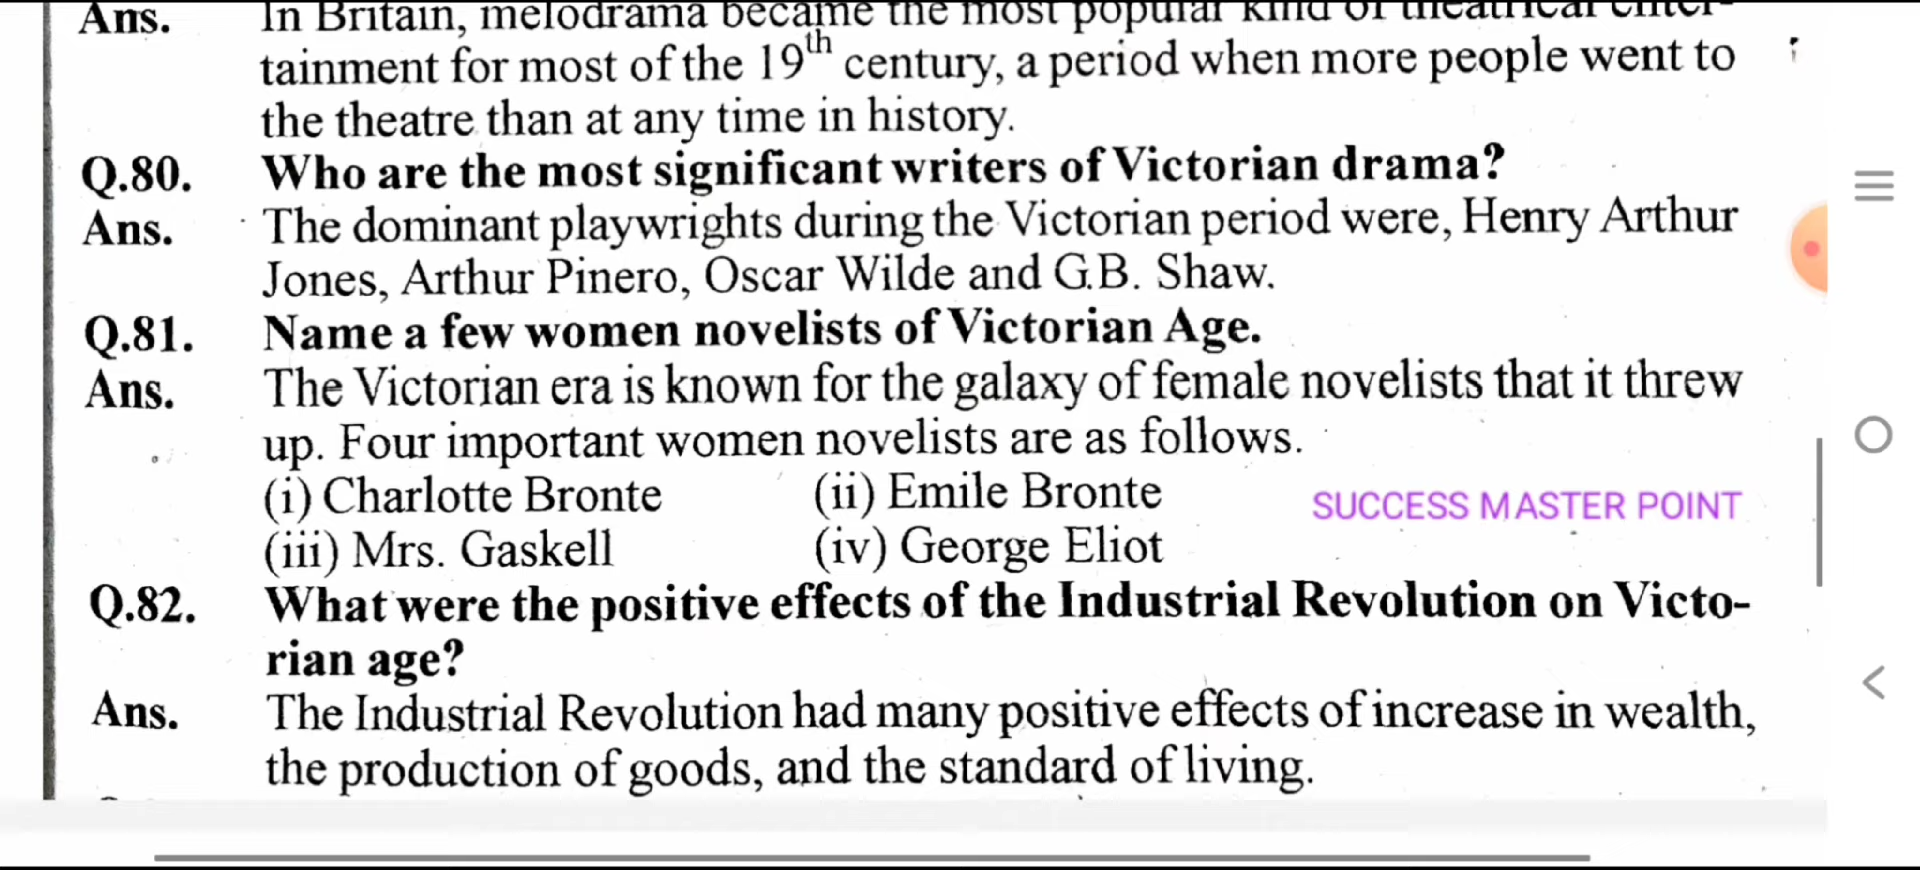 Ans. In Britain, melodrama became the most popular kind of theatrical enter-
tainment for most of the 19th century, a period when more people went to
the theatre than at any time in history.
Q.80. Who are the most significant writers of Victorian drama?
Ans. The dominant playwrights during the Victorian period were, Henry Arthur
Jones, Arthur Pinero, Oscar Wilde and G.B. Shaw.
Q.81. Name a few women novelists of Victorian Age.
Ans. The Victorian era is known for the galaxy of female novelists that it threw
up. Four important women novelists are as follows.
(i) Charlotte Bronte (ii) Emile Bronte
SUCCESS MASTER POINT
(iii) Mrs. Gaskell (iv) George Eliot
Q.82. What were the positive effects of the Industrial Revolution on Victo-
rian age?
Ans. The Industrial Revolution had many positive effects of increase in wealth,
the production of goods, and the standard of living.